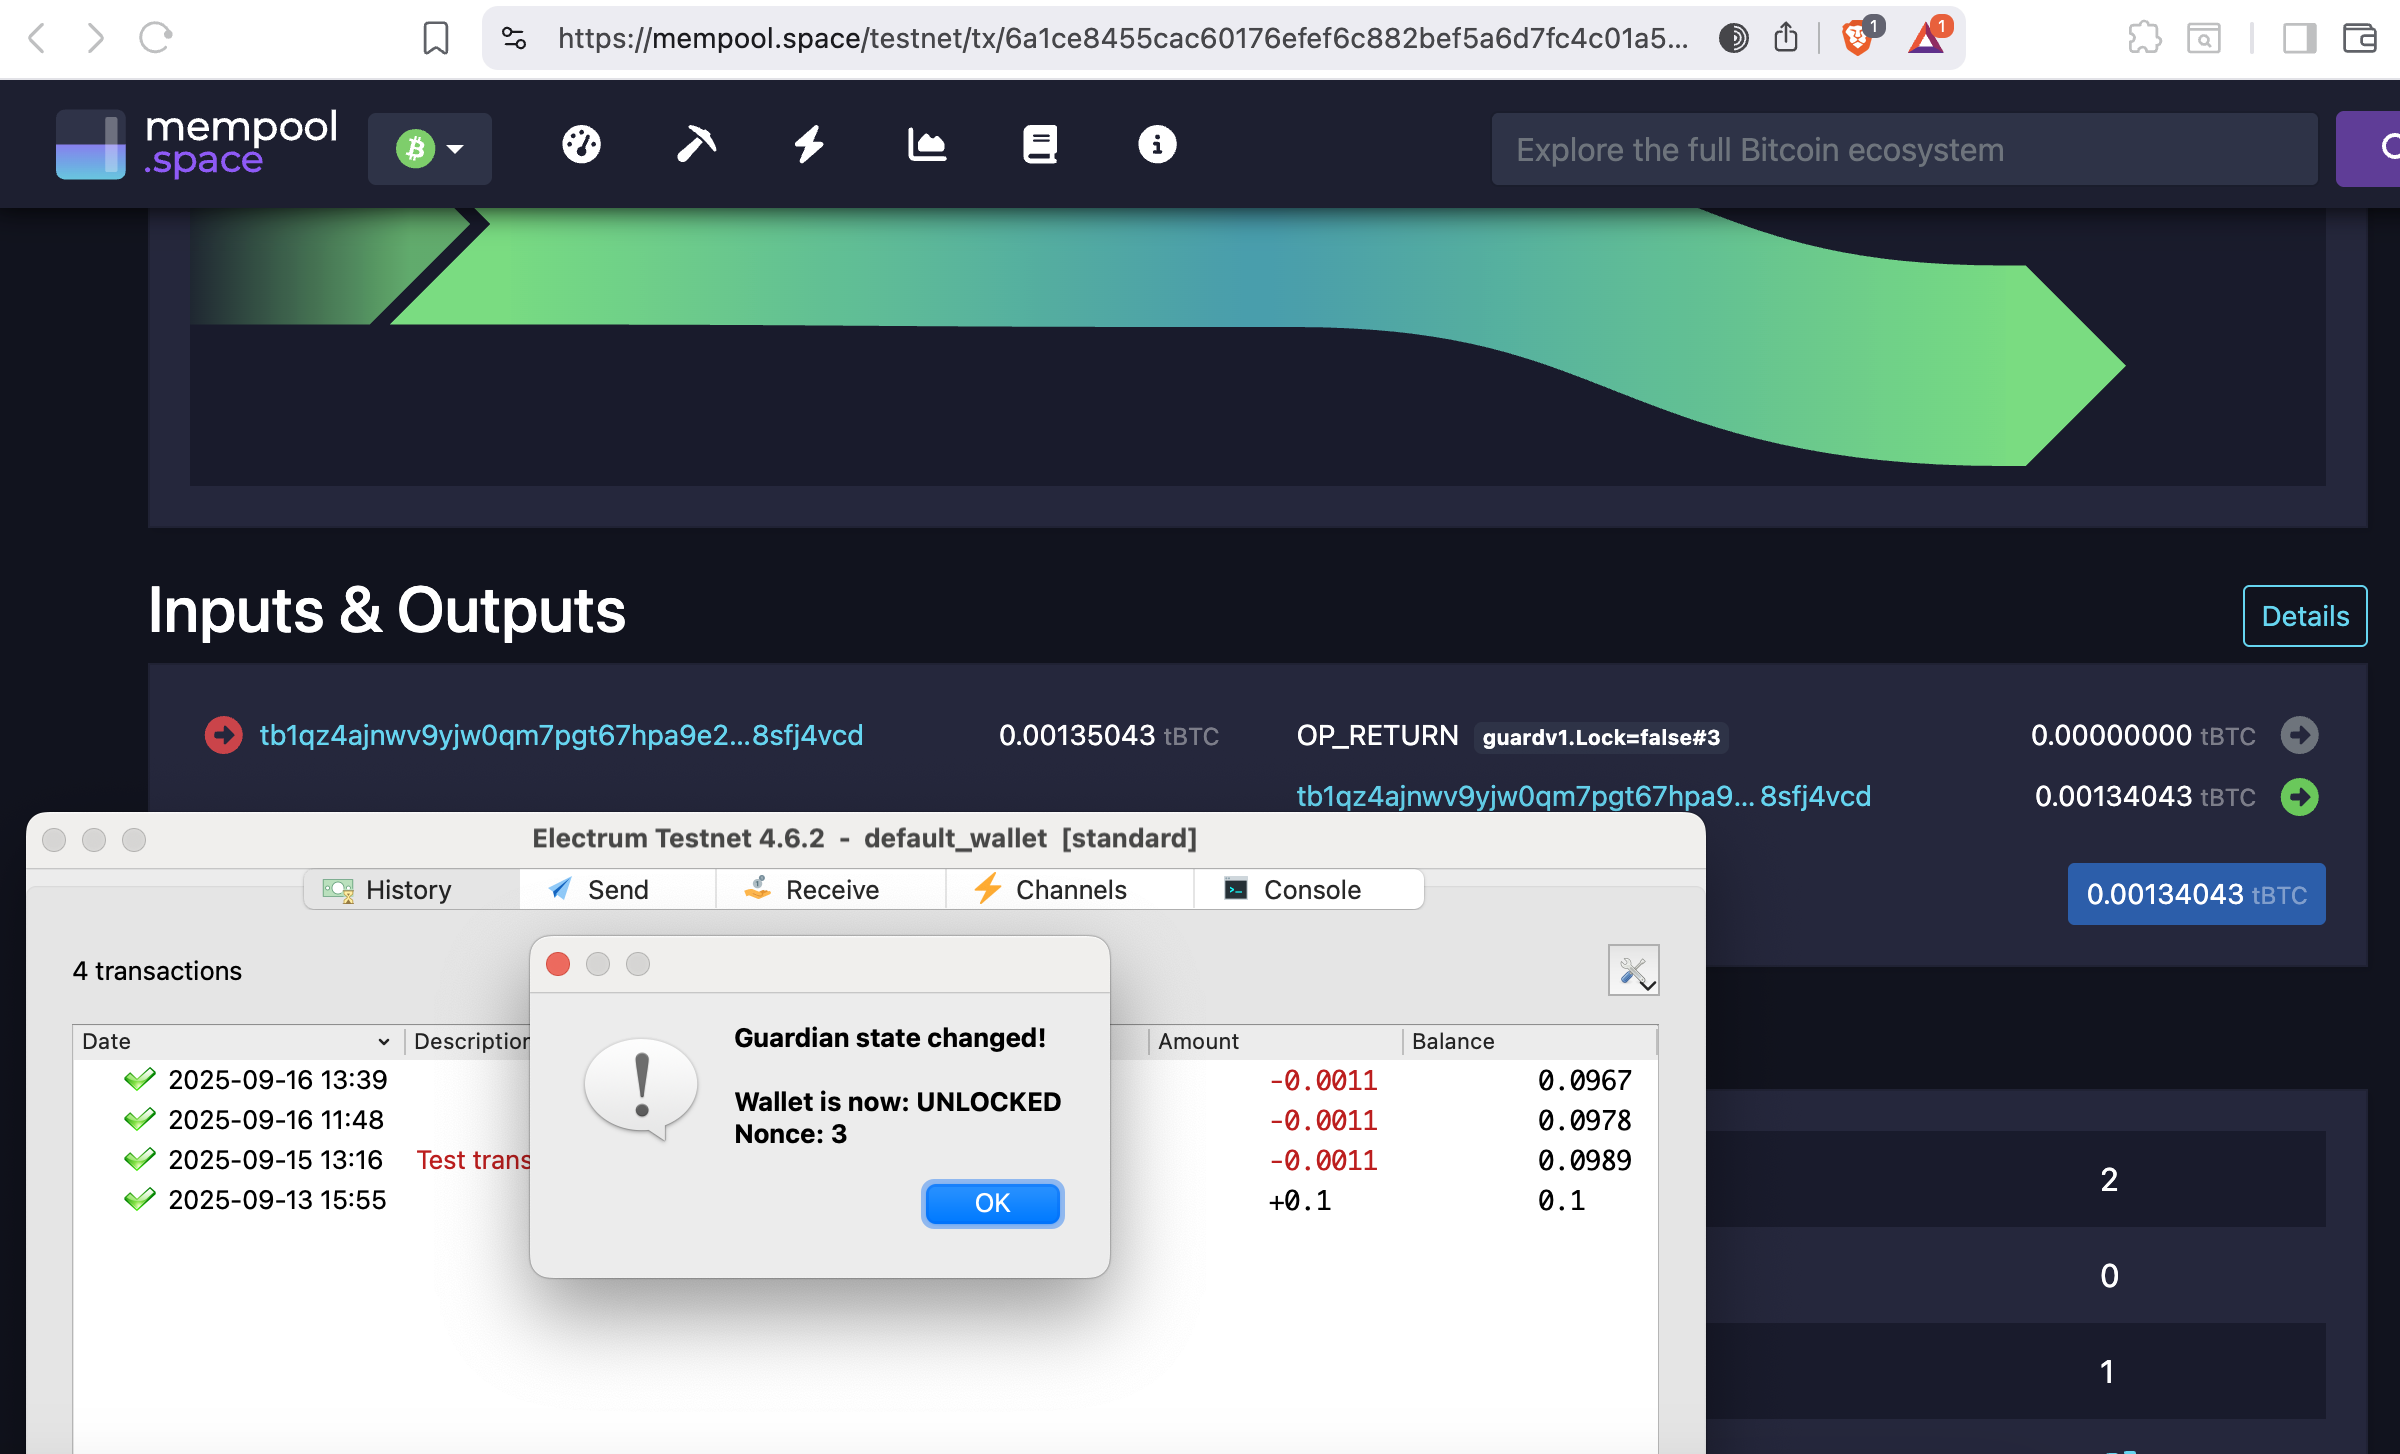 https://mempool.space/testnet/tx/6a1ce8455cac60176efef6c882bef5a6d7fc4c01a5...
1
1
mempool
.space
Explore the full Bitcoin ecosystem
Inputs & Outputs
Details
tb1qz4ajnwv9yjw0qm7pgt67hpa9e2...8sfj4vcd 0.00135043 tBTC
OP_RETURN guardv1.Lock=false#3 0.00000000 tBTC
tb1qz4ajnwv9yjw0qm7pgt67hpa9... 8sfj4vcd 0.00134043 tBTC
0.00134043 tBTC
Electrum Testnet 4.6.2 - default_wallet [standard]
History Send Receive Channels Console
4 transactions
Date Description Amount Balance
2025-09-16 13:39 -0.0011 0.0967
2025-09-16 11:48 -0.0011 0.0978
2025-09-15 13:16 Test trans -0.0011 0.0989
2025-09-13 15:55 +0.1 0.1
Guardian state changed!
Wallet is now: UNLOCKED
Nonce: 3
OK
2
0
1